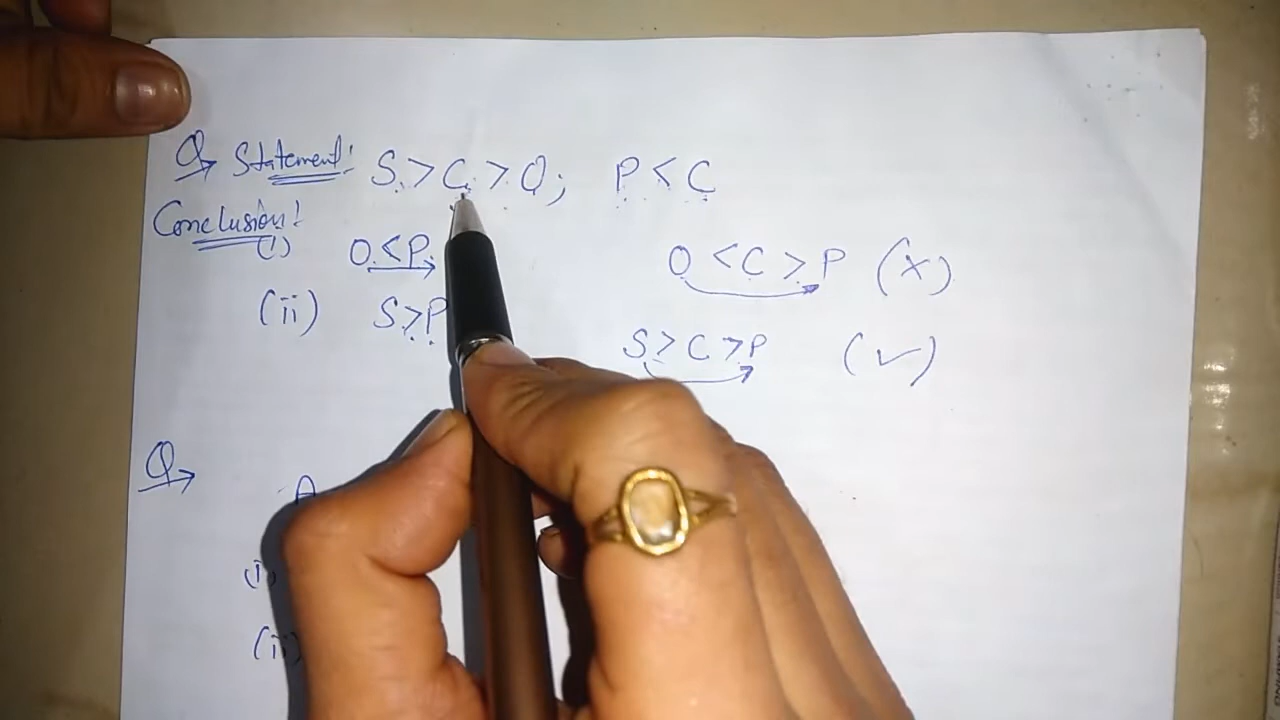 Q→ Statement: S > C > O; P < C
Conclusion!
(i) O < P O < C > P (×)
(ii) S > P S > C > P (✓)
Q→ A
(i)
(ii)